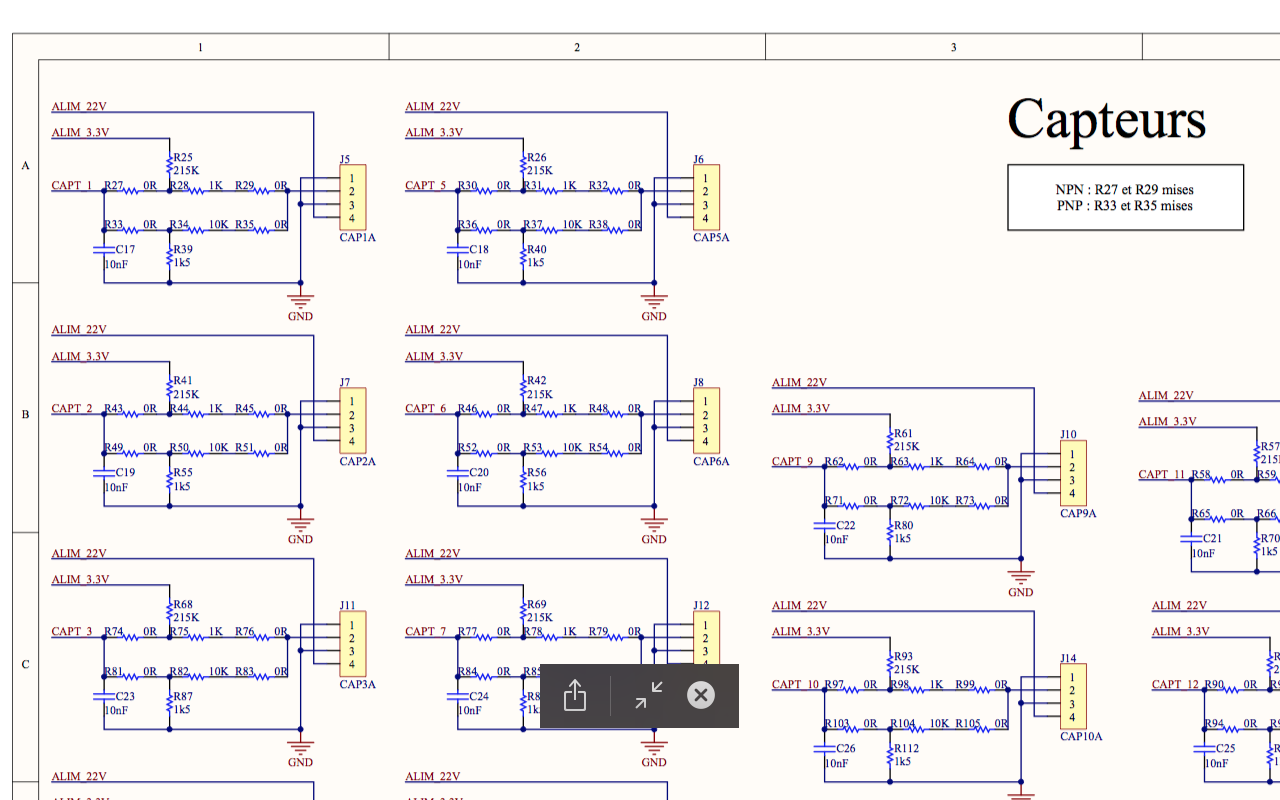 1 2 3
A
B
C
Capteurs
NPN : R27 et R29 mises
PNP : R33 et R35 mises
ALIM_22V
ALIM_3.3V
R25
215K
J5
CAPT_1 R27 0R R28 1K R29 0R
1
2
3
4
R33 0R R34 10K R35 0R
CAP1A
C17
10nF
R39
1k5
GND
ALIM_22V
ALIM_3.3V
R26
215K
J6
CAPT_5 R30 0R R31 1K R32 0R
1
2
3
4
R36 0R R37 10K R38 0R
CAP5A
C18
10nF
R40
1k5
GND
ALIM_22V
ALIM_3.3V
R41
215K
J7
CAPT_2 R43 0R R44 1K R45 0R
1
2
3
4
R49 0R R50 10K R51 0R
CAP2A
C19
10nF
R55
1k5
GND
ALIM_22V
ALIM_3.3V
R42
215K
J8
CAPT_6 R46 0R R47 1K R48 0R
1
2
3
4
R52 0R R53 10K R54 0R
CAP6A
C20
10nF
R56
1k5
GND
ALIM_22V
ALIM_3.3V
R61
215K
J10
CAPT_9 R62 0R R63 1K R64 0R
1
2
3
4
R71 0R R72 10K R73 0R
CAP9A
C22
10nF
R80
1k5
GND
ALIM_22V
ALIM_3.3V
R57
CAPT_11 R58 0R R59
R65 0R R66
C21
10nF
R70
1k5
ALIM_22V
ALIM_3.3V
R68
215K
J11
CAPT_3 R74 0R R75 1K R76 0R
1
2
3
4
R81 0R R82 10K R83 0R
CAP3A
C23
10nF
R87
1k5
GND
ALIM_22V
ALIM_3.3V
R69
215K
J12
CAPT_7 R77 0R R78 1K R79 0R
1
2
3
4
R84 0R
C24
10nF
GND
ALIM_22V
ALIM_3.3V
R93
215K
J14
CAPT_10 R97 0R R98 1K R99 0R
1
2
3
4
R103 0R R104 10K R105 0R
CAP10A
C26
10nF
R112
1k5
ALIM_22V
ALIM_3.3V
CAPT_12 R90 0R
R94 0R
C25
10nF
ALIM_22V
ALIM_3.3V
ALIM_22V
ALIM_3.3V